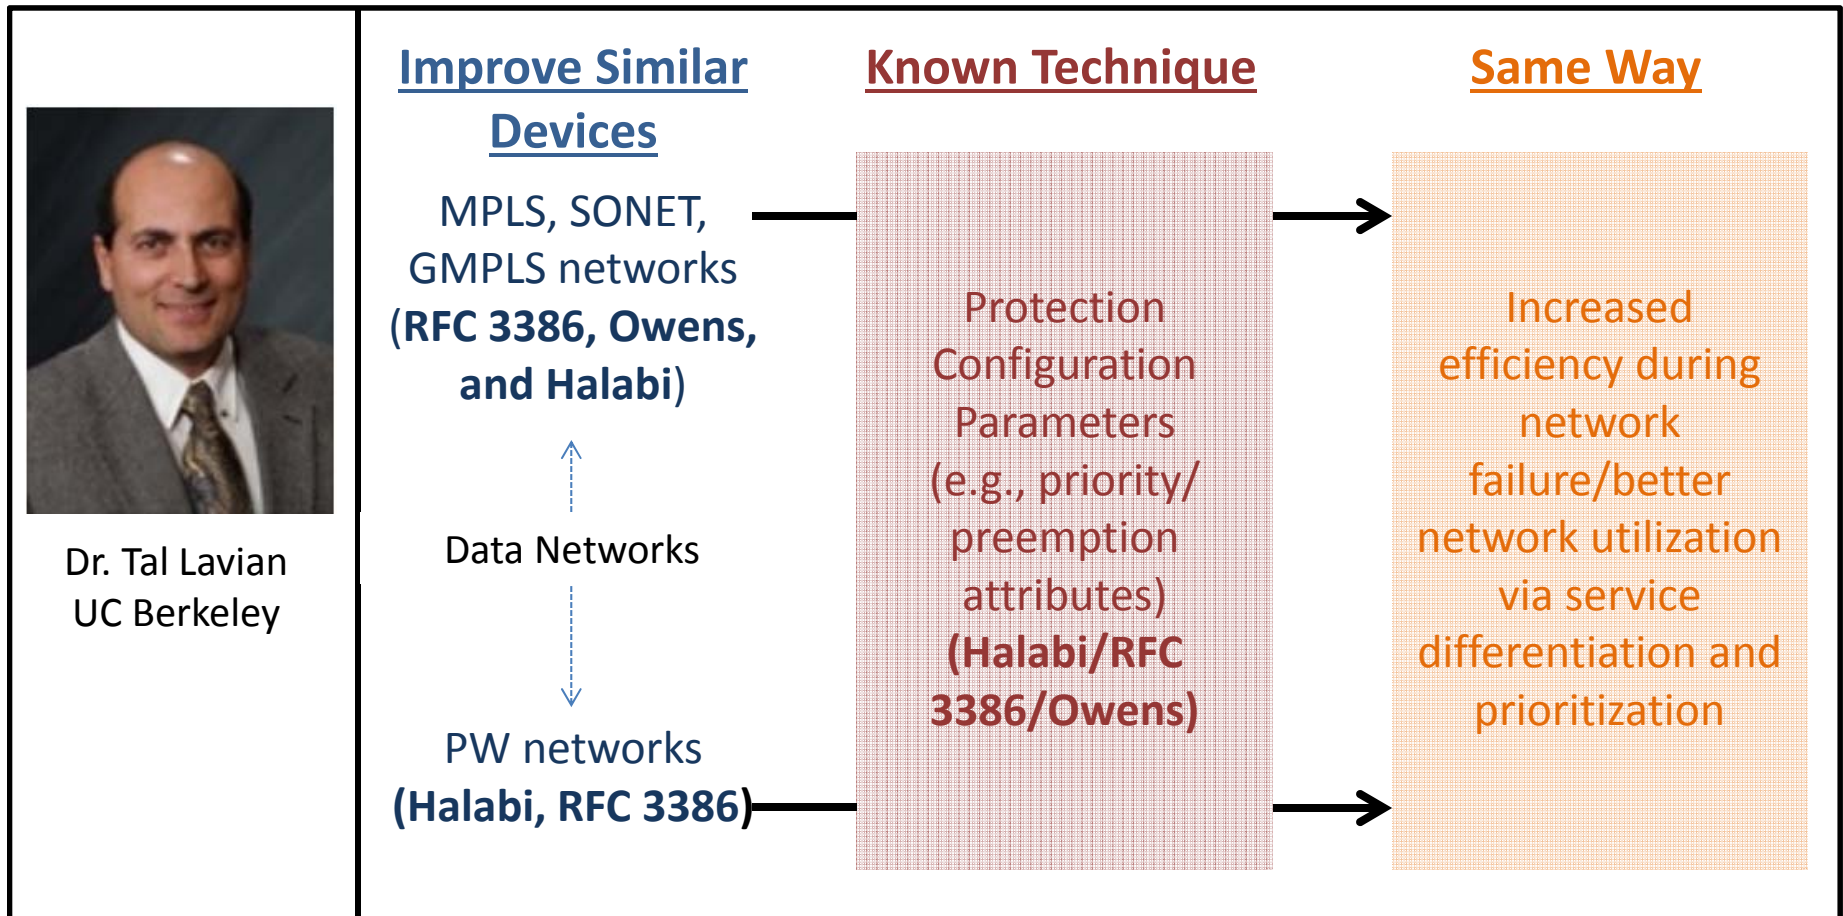 Dr. Tal Lavian
UC Berkeley
Improve Similar
Devices
MPLS, SONET,
GMPLS networks
(RFC 3386, Owens,
and Halabi)
Data Networks
PW networks
(Halabi, RFC 3386)
Known Technique
Protection
Configuration
Parameters
(e.g., priority/
preemption
attributes)
(Halabi/RFC
3386/Owens)
Same Way
Increased
efficiency during
network
failure/better
network utilization
via service
differentiation and
prioritization